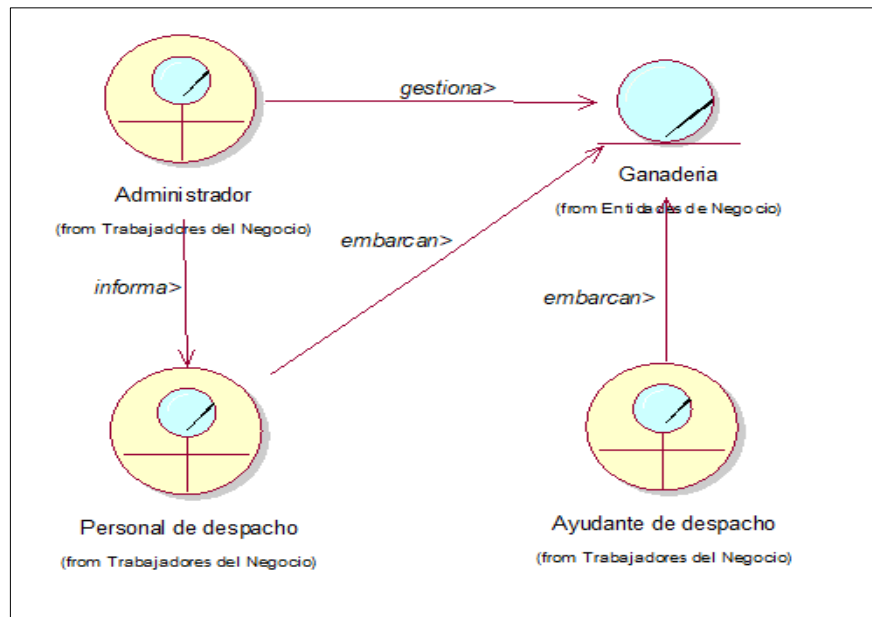 gestiona>
Administrador
(from Trabajadores del Negocio)
Ganaderia
(from Entidades de Negocio)
embarcan>
informa>
embarcan>
Personal de despacho
(from Trabajadores del Negocio)
Ayudante de despacho
(from Trabajadores del Negocio)